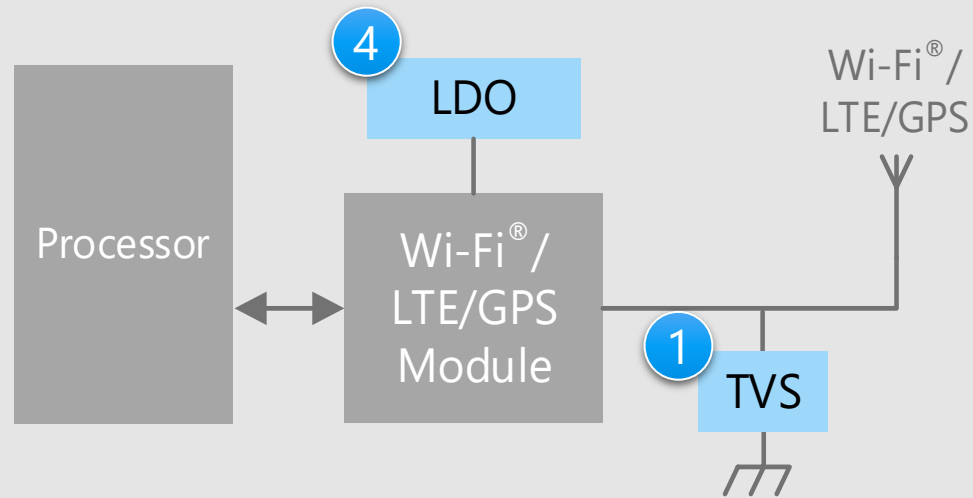 4
LDO
Wi-Fi®/
LTE/GPS
Processor
Wi-Fi®/
LTE/GPS
Module
1
TVS